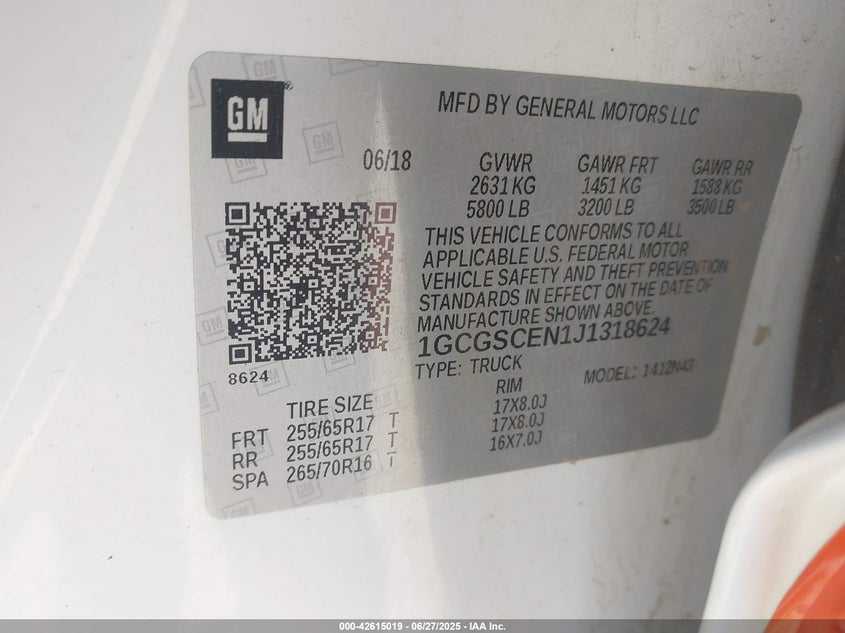 GM
MFD BY GENERAL MOTORS LLC
06/18 GVWR GAWR FRT GAWR RR
2631 KG 1451 KG 1588 KG
5800 LB 3200 LB 3500 LB
THIS VEHICLE CONFORMS TO ALL
APPLICABLE U.S. FEDERAL MOTOR
VEHICLE SAFETY AND THEFT PREVENTION
STANDARDS IN EFFECT ON THE DATE OF
MANUFACTURE SHOWN ABOVE.
1GCGSCEN1J1318624
8624
TYPE: TRUCK MODEL: 1412N43
TIRE SIZE RIM
FRT 255/65R17 T 17X8.0J
RR 255/65R17 T 17X8.0J
SPA 265/70R16 T 16X7.0J
000-42615019 - 06/27/2025 - IAA Inc.